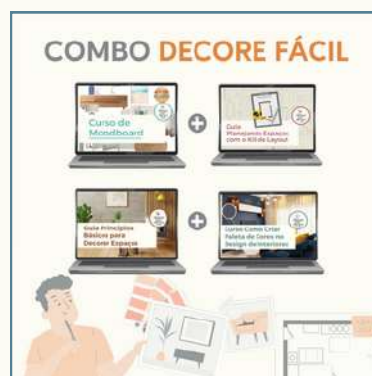 COMBO DECORE FÁCIL
Curso de
Moodboard
Guia
Planejando Espaços
com o Kit de Layout
Guia Princípios
Básicos para
Decorar Espaços
Curso Como Criar
Paleta de Cores no
Design de Interiores